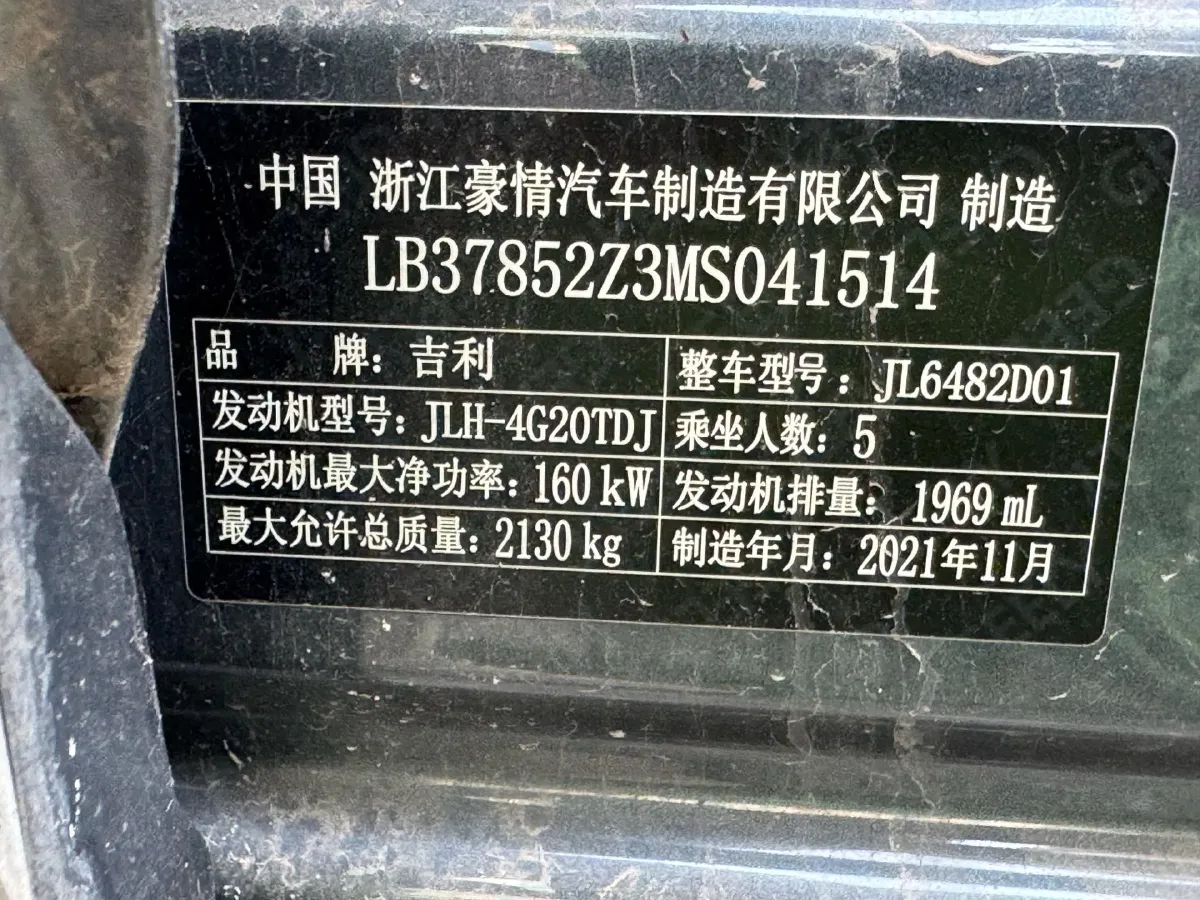 中国 浙江豪情汽车制造有限公司 制造
LB37852Z3MS041514
品 牌：吉利 整车型号：JL6482D01
发动机型号：JLH-4G20TDJ 乘坐人数：5
发动机最大净功率：160 kW 发动机排量： 1969 mL
最大允许总质量：2130 kg 制造年月：2021年11月